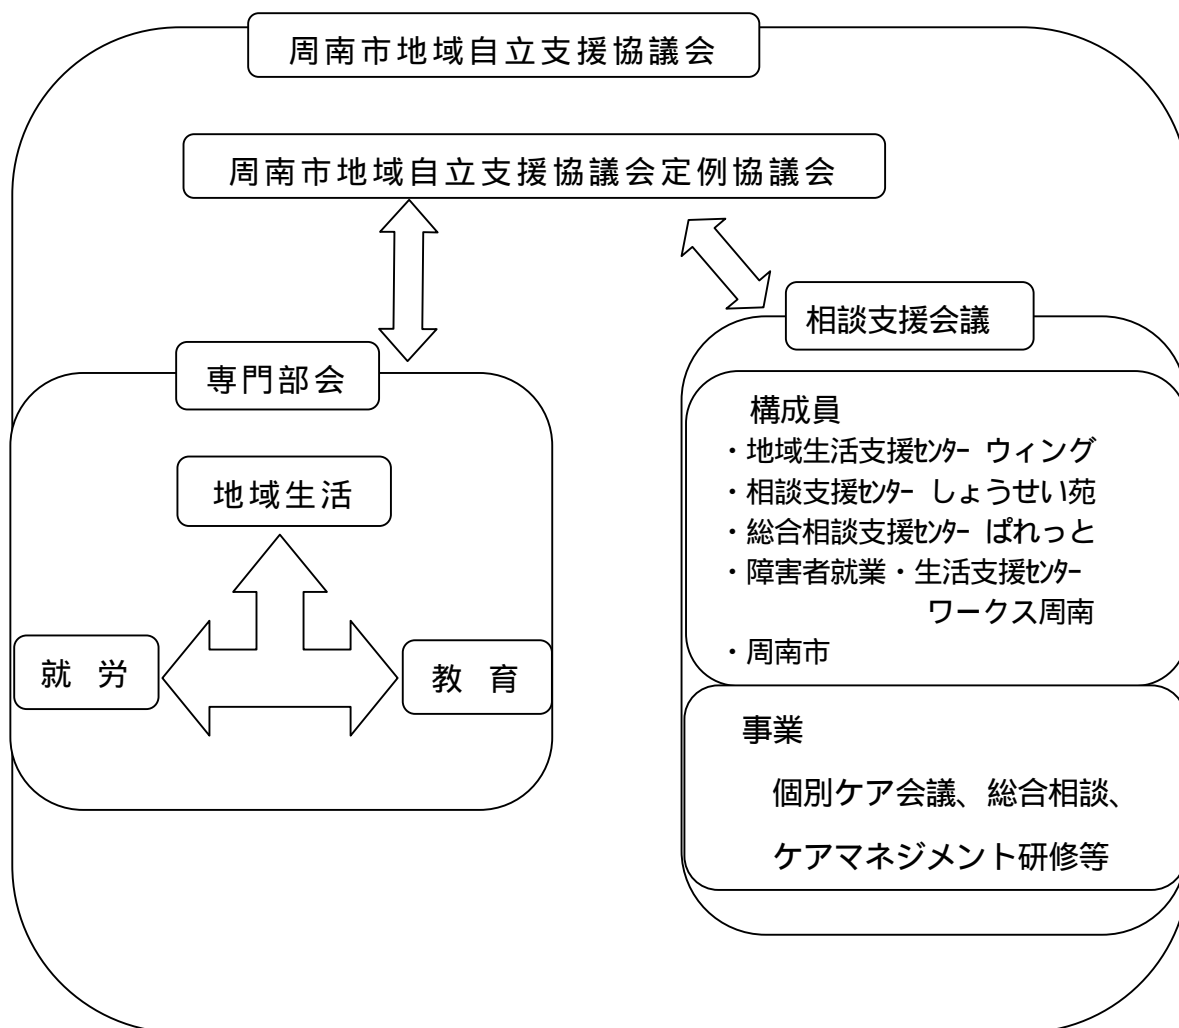 周南市地域自立支援協議会
周南市地域自立支援協議会定例協議会
専門部会
地域生活
就 労
教 育
相談支援会議
構成員
・地域生活支援ｾﾝﾀｰ ウィング
・相談支援ｾﾝﾀｰ しょうせい苑
・総合相談支援ｾﾝﾀｰ ぱれっと
・障害者就業・生活支援ｾﾝﾀｰ
ワークス周南
・周南市
事業
個別ケア会議、総合相談、
ケアマネジメント研修等